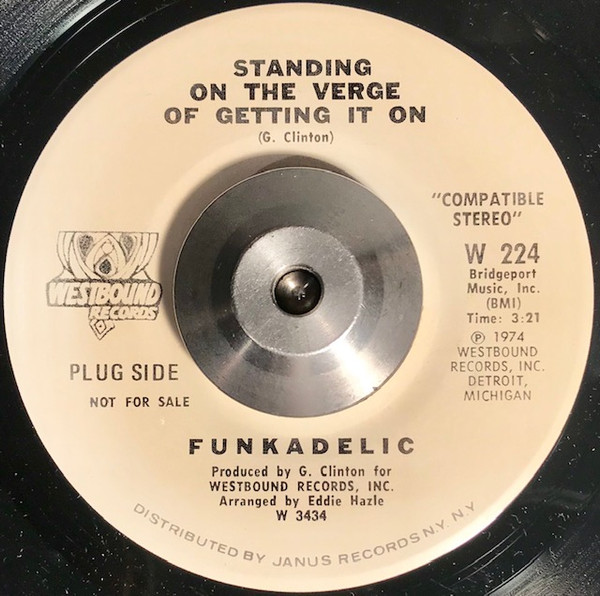 STANDING
ON THE VERGE
OF GETTING IT ON
(G. Clinton)
"COMPATIBLE
STEREO"
W 224
Bridgeport
Music, Inc.
(BMI)
Time: 3:21
℗ 1974
WESTBOUND
RECORDS, INC.
DETROIT,
MICHIGAN
WESTBOUND
RECORDS
PLUG SIDE
NOT FOR SALE
FUNKADELIC
Produced by G. Clinton for
WESTBOUND RECORDS, INC.
Arranged by Eddie Hazle
W 3434
DISTRIBUTED BY JANUS RECORDS N.Y. N.Y